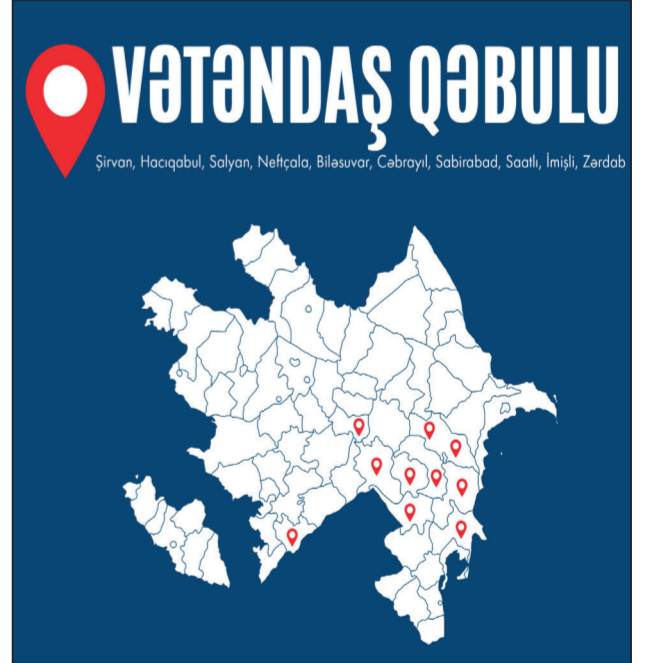 VƏTƏNDAŞ QƏBULU
Şirvan, Hacıqabul, Salyan, Neftçala, Biləsuvar, Cəbrayıl, Sabirabad, Saatlı, İmişli, Zərdab